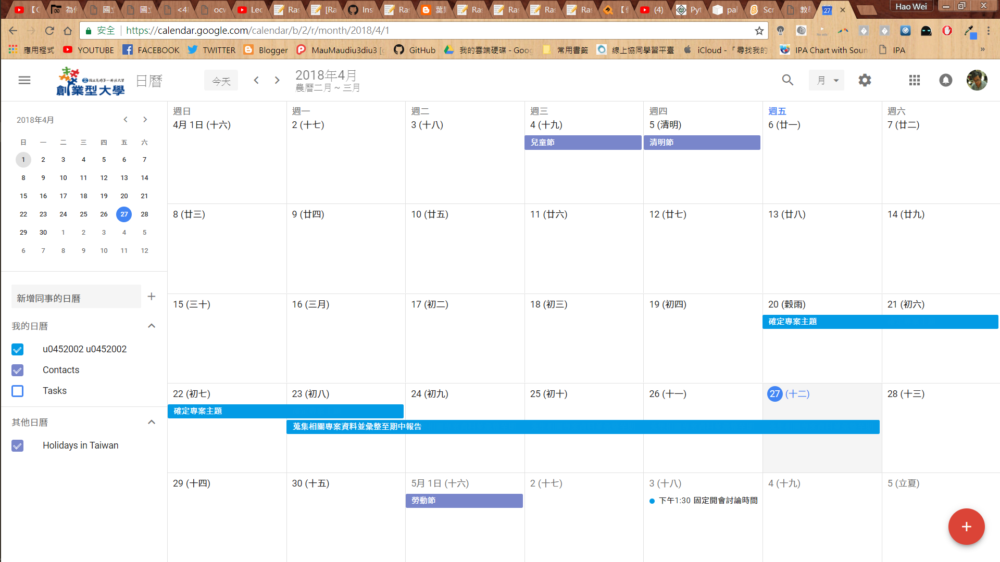 【C
為什
國立
國立
<4
ocw
Lec
Ras
[Ra
Ins
Ras
葉
Ras
Ras
Ras
Ras
(4)
Pyt
pal
Scr
教
27
Hao Wei
安全 https://calendar.google.com/calendar/b/2/r/month/2018/4/1
應用程式 YOUTUBE FACEBOOK TWITTER Blogger MauMaudiu3diu3 [g GitHub 我的雲端硬碟 - Goog 常用書籤 線上協同學習平臺 iCloud - 「尋找我的 IPA Chart with Soun IPA »
國立高雄第一科技大學
創業型大學
日曆 今天 2018年4月 月
農曆二月 ~ 三月
2018年4月
日 一 二 三 四 五 六
1 2 3 4 5 6 7
8 9 10 11 12 13 14
15 16 17 18 19 20 21
22 23 24 25 26 27 28
29 30 1 2 3 4 5
6 7 8 9 10 11 12
新增同事的日曆
我的日曆
u0452002 u0452002
Contacts
Tasks
其他日曆
Holidays in Taiwan
週日 週一 週二 週三 週四 週五 週六
4月 1日 (十六) 2 (十七) 3 (十八) 4 (十九) 5 (清明) 6 (廿一) 7 (廿二)
兒童節 清明節
8 (廿三) 9 (廿四) 10 (廿五) 11 (廿六) 12 (廿七) 13 (廿八) 14 (廿九)
15 (三十) 16 (三月) 17 (初二) 18 (初三) 19 (初四) 20 (穀雨) 21 (初六)
確定專案主題
22 (初七) 23 (初八) 24 (初九) 25 (初十) 26 (十一) 27 (十二) 28 (十三)
確定專案主題
蒐集相關專案資料並彙整至期中報告
29 (十四) 30 (十五) 5月 1日 (十六) 2 (十七) 3 (十八) 4 (十九) 5 (立夏)
勞動節
下午1:30 固定開會討論時間